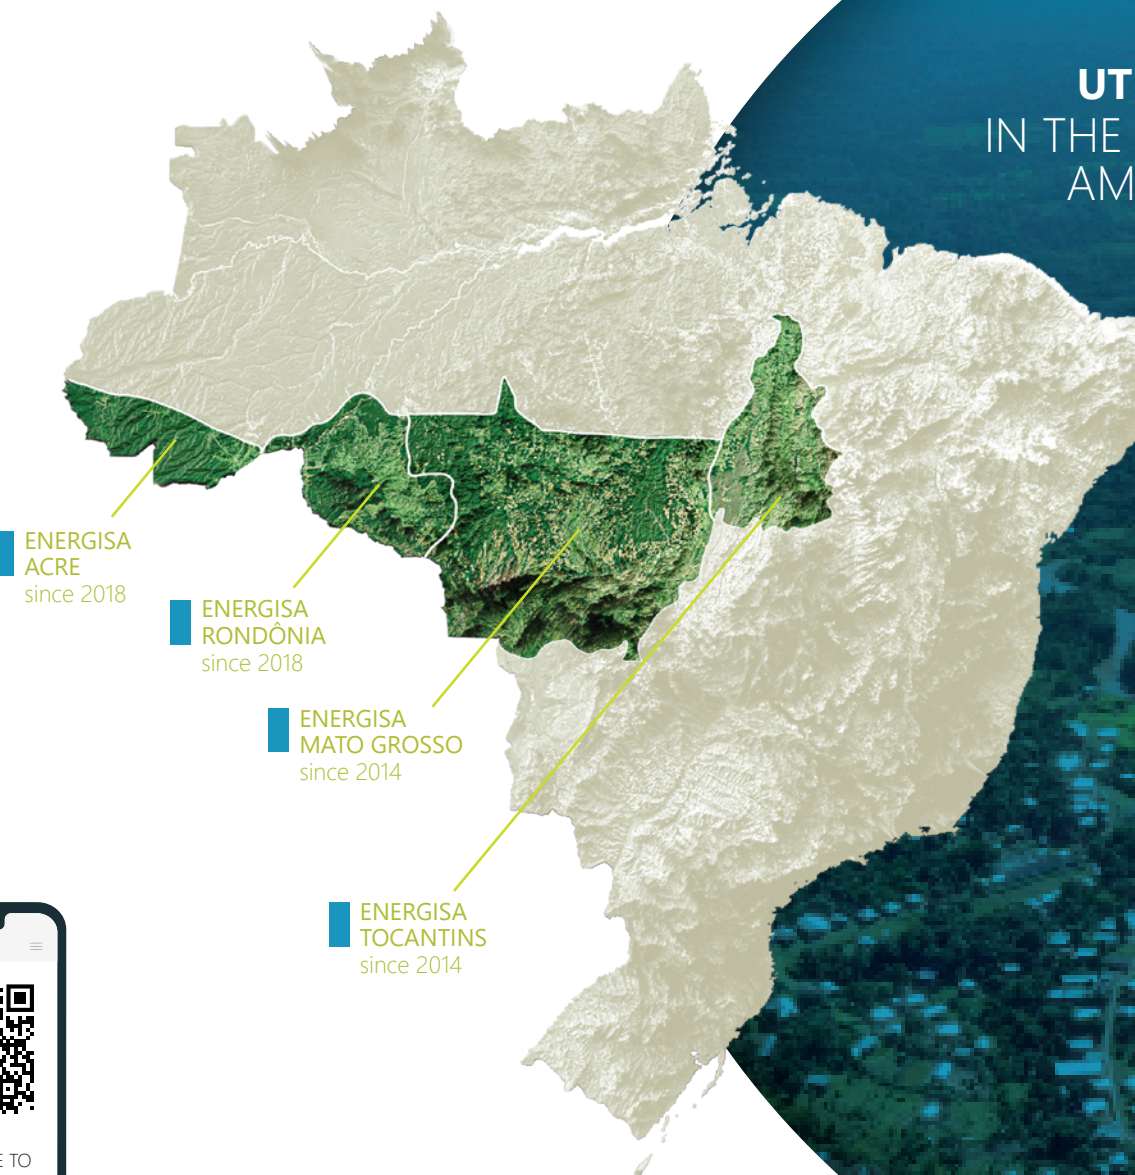 UT
IN THE
AM
ENERGISA
ACRE
since 2018
ENERGISA
RONDÔNIA
since 2018
ENERGISA
MATO GROSSO
since 2014
ENERGISA
TOCANTINS
since 2014
E TO